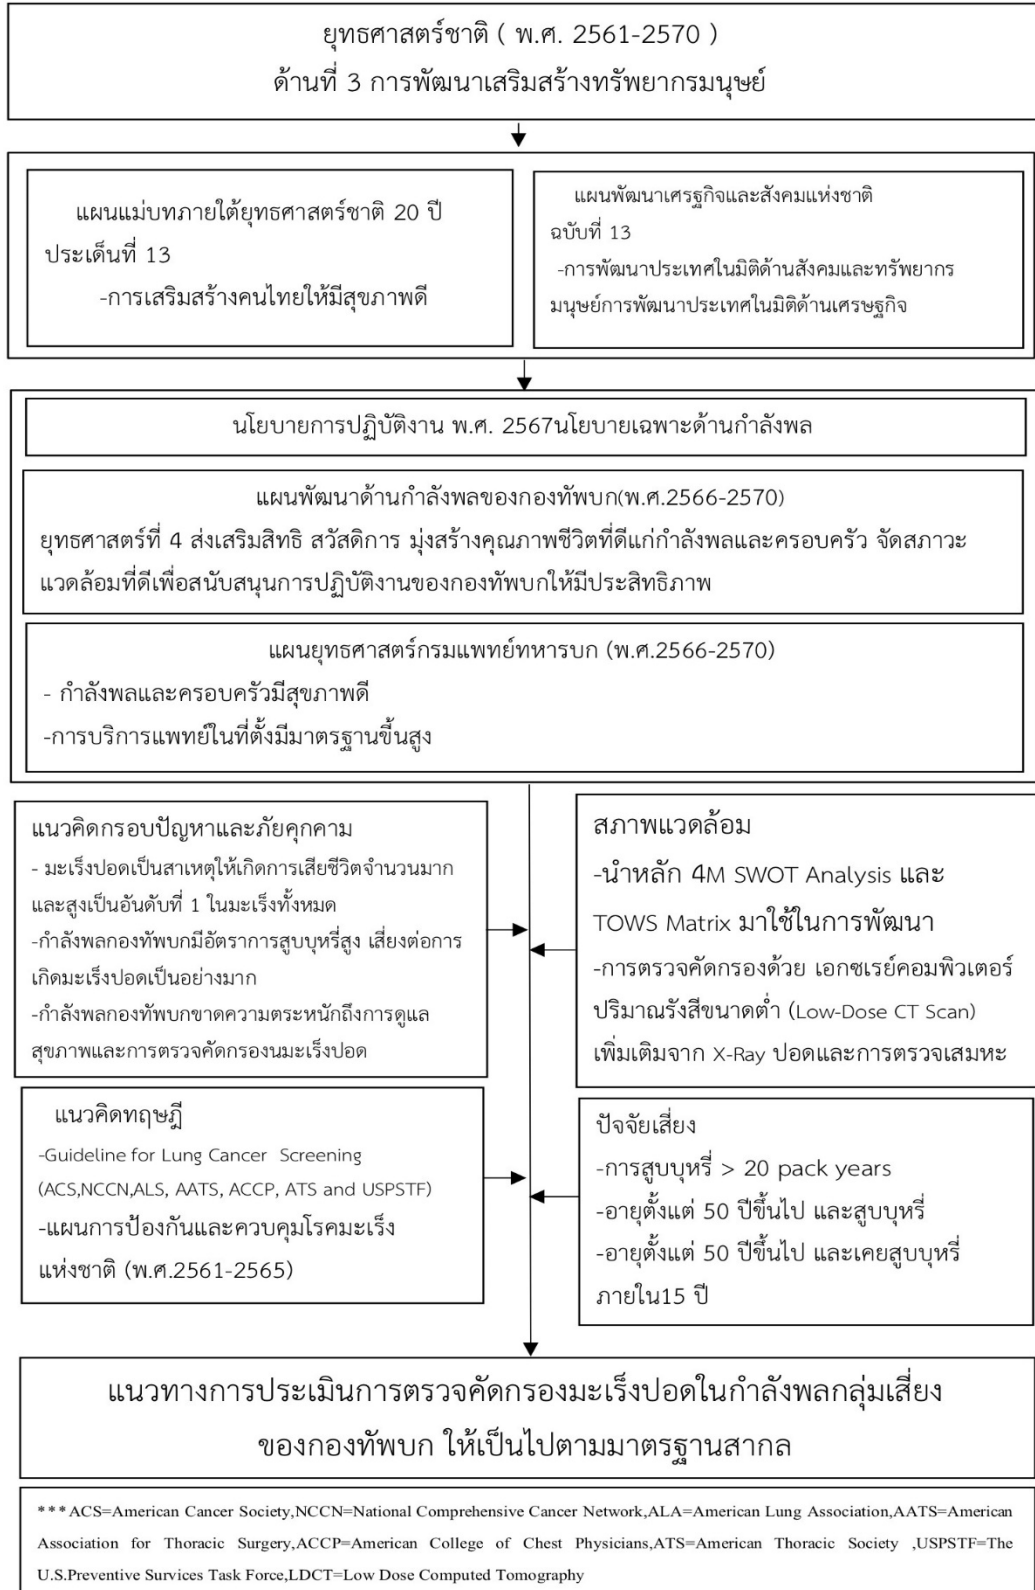 ยุทธศาสตร์ชาติ ( พ.ศ. 2561-2570 )
ด้านที่ 3 การพัฒนาเสริมสร้างทรัพยากรมนุษย์
แผนแม่บทภายใต้ยุทธศาสตร์ชาติ 20 ปี
ประเด็นที่ 13
-การเสริมสร้างคนไทยให้มีสุขภาพดี
แผนพัฒนาเศรษฐกิจและสังคมแห่งชาติ
ฉบับที่ 13
-การพัฒนาประเทศในมิติด้านสังคมและทรัพยากร
มนุษย์การพัฒนาประเทศในมิติด้านเศรษฐกิจ
นโยบายการปฏิบัติงาน พ.ศ. 2567นโยบายเฉพาะด้านกำลังพล
แผนพัฒนาด้านกำลังพลของกองทัพบก(พ.ศ.2566-2570)
ยุทธศาสตร์ที่ 4 ส่งเสริมสิทธิ สวัสดิการ มุ่งสร้างคุณภาพชีวิตที่ดีแก่กำลังพลและครอบครัว จัดสภาวะ
แวดล้อมที่ดีเพื่อสนับสนุนการปฏิบัติงานของกองทัพบกให้มีประสิทธิภาพ
แผนยุทธศาสตร์กรมแพทย์ทหารบก (พ.ศ.2566-2570)
- กำลังพลและครอบครัวมีสุขภาพดี
-การบริการแพทย์ในที่ตั้งมีมาตรฐานขึ้นสูง
แนวคิดกรอบปัญหาและภัยคุกคาม
- มะเร็งปอดเป็นสาเหตุให้เกิดการเสียชีวิตจำนวนมาก
และสูงเป็นอันดับที่ 1 ในมะเร็งทั้งหมด
-กำลังพลกองทัพบกมีอัตราการสูบบุหรี่สูง เสี่ยงต่อการ
เกิดมะเร็งปอดเป็นอย่างมาก
-กำลังพลกองทัพบกขาดความตระหนักถึงการดูแล
สุขภาพและการตรวจคัดกรองนมะเร็งปอด
สภาพแวดล้อม
-นำหลัก 4M SWOT Analysis และ
TOWS Matrix มาใช้ในการพัฒนา
-การตรวจคัดกรองด้วย เอกซเรย์คอมพิวเตอร์
ปริมาณรังสีขนาดต่ำ (Low-Dose CT Scan)
เพิ่มเติมจาก X-Ray ปอดและการตรวจเสมหะ
แนวคิดทฤษฎี
-Guideline for Lung Cancer Screening
(ACS,NCCN,ALS, AATS, ACCP, ATS and USPSTF)
-แผนการป้องกันและควบคุมโรคมะเร็ง
แห่งชาติ (พ.ศ.2561-2565)
ปัจจัยเสี่ยง
-การสูบบุหรี่ > 20 pack years
-อายุตั้งแต่ 50 ปีขึ้นไป และสูบบุหรี่
-อายุตั้งแต่ 50 ปีขึ้นไป และเคยสูบบุหรี่
ภายใน15 ปี
แนวทางการประเมินการตรวจคัดกรองมะเร็งปอดในกำลังพลกลุ่มเสี่ยง
ของกองทัพบก ให้เป็นไปตามมาตรฐานสากล
***ACS=American Cancer Society,NCCN=National Comprehensive Cancer Network,ALA=American Lung Association,AATS=American
Association for Thoracic Surgery,ACCP=American College of Chest Physicians,ATS=American Thoracic Society ,USPSTF=The
U.S.Preventive Survices Task Force,LDCT=Low Dose Computed Tomography